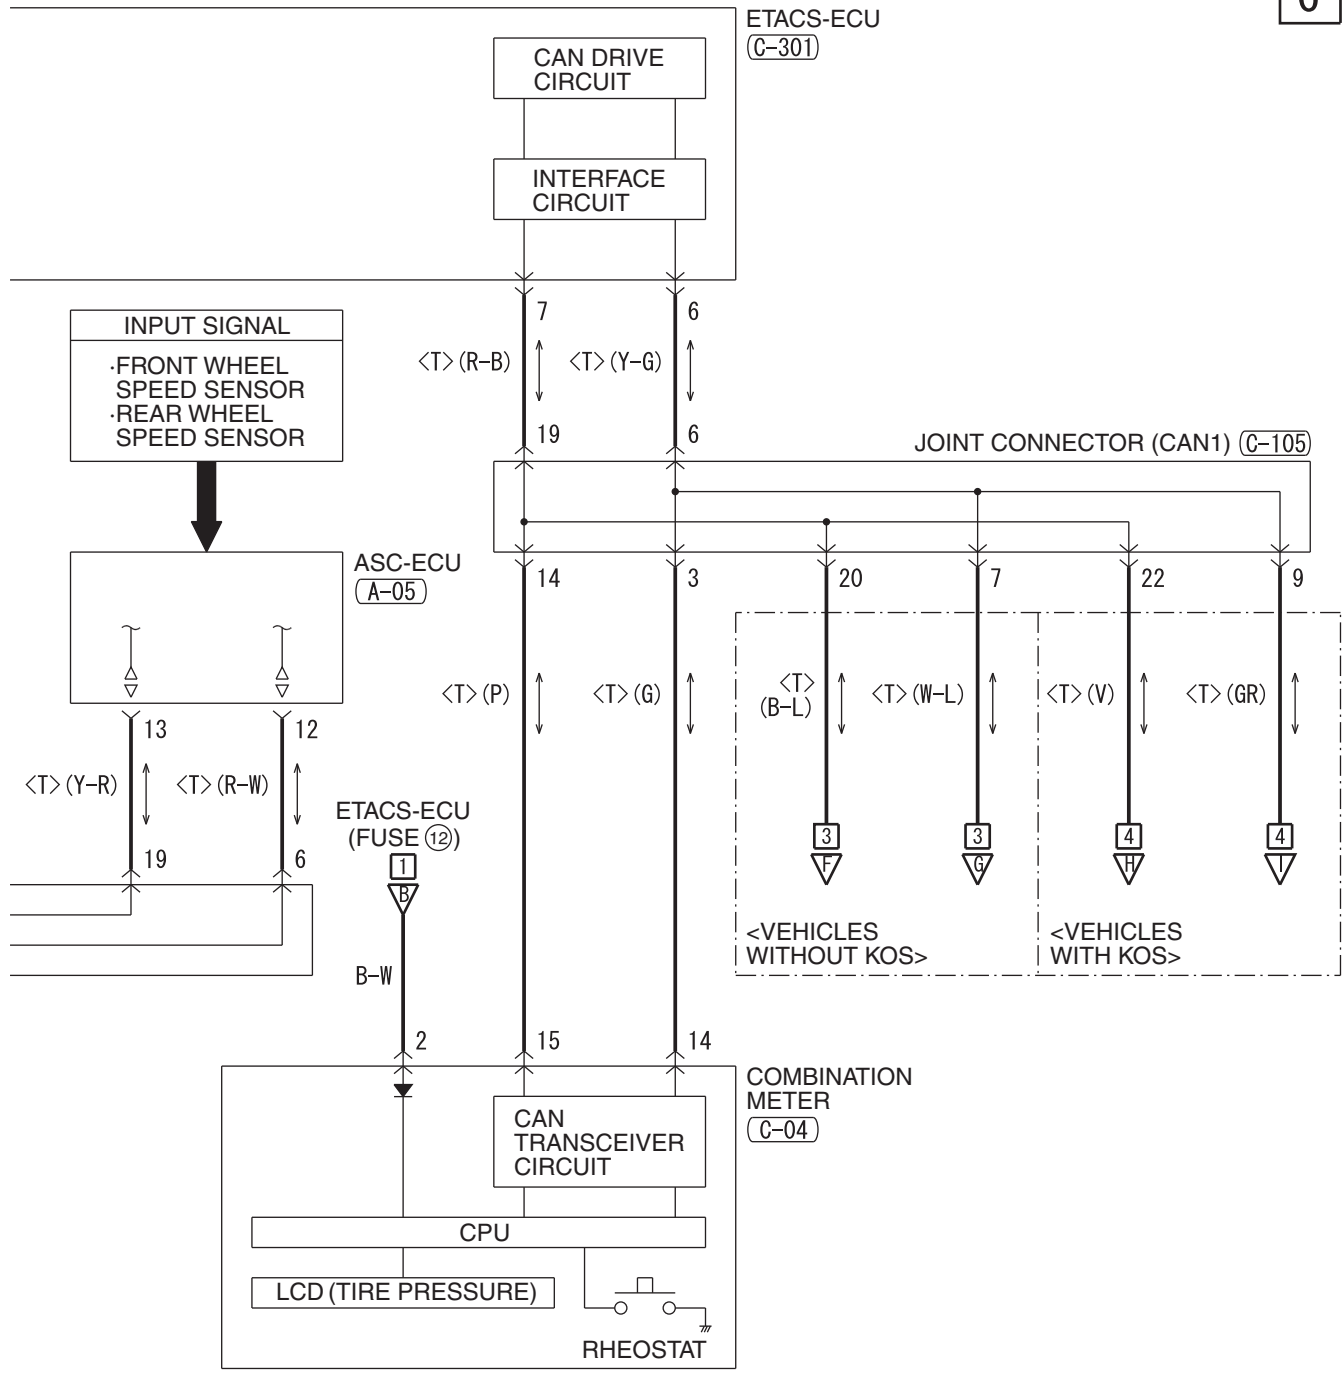 ETACS-ECU
C-301
CAN DRIVE
CIRCUIT
INTERFACE
CIRCUIT
7
6
<T>(R-B)
<T>(Y-G)
19
6
INPUT SIGNAL
·FRONT WHEEL
SPEED SENSOR
·REAR WHEEL
SPEED SENSOR
JOINT CONNECTOR (CAN1) C-105
ASC-ECU
A-05
14
3
20
7
22
9
<T>(P)
<T>(G)
<T>
(B-L)
<T>(W-L)
<T>(V)
<T>(GR)
13
12
<T>(Y-R)
<T>(R-W)
19
6
ETACS-ECU
(FUSE 12)
1
B
3
F
3
G
4
H
4
I
<VEHICLES
WITHOUT KOS>
<VEHICLES
WITH KOS>
B-W
2
15
14
COMBINATION
METER
C-04
CAN
TRANSCEIVER
CIRCUIT
CPU
LCD (TIRE PRESSURE)
RHEOSTAT